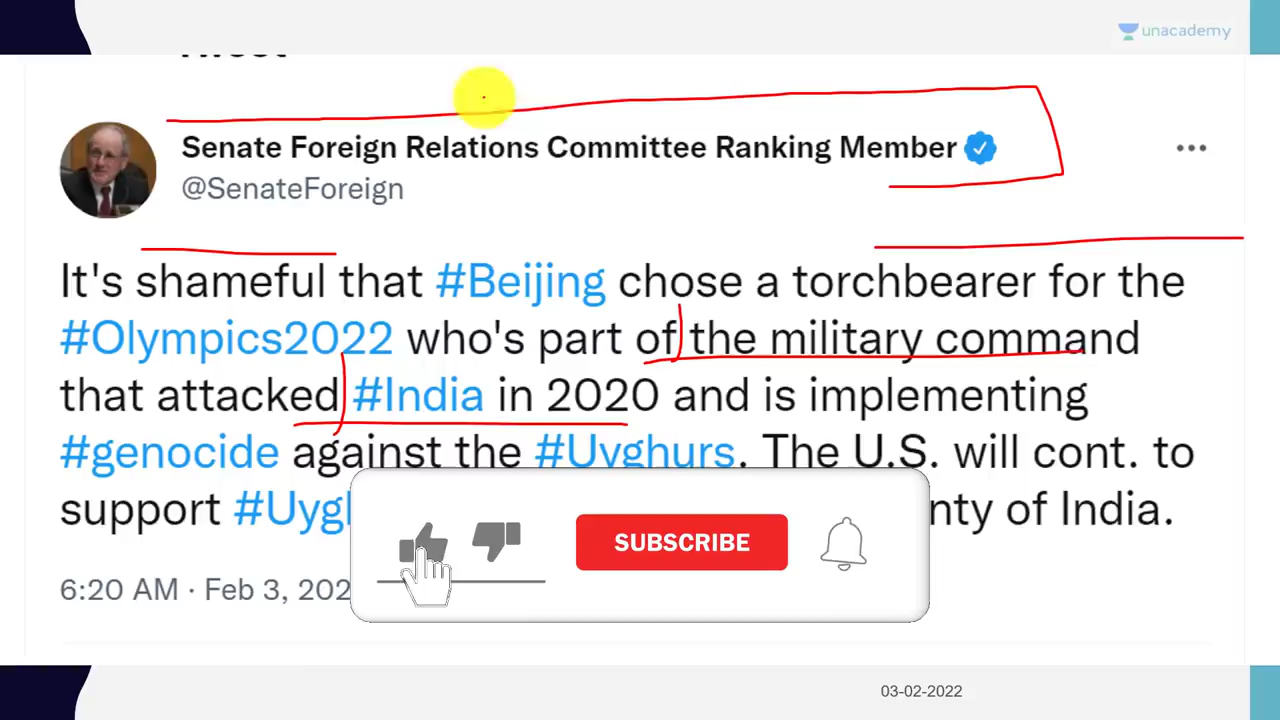 unacademy
Senate Foreign Relations Committee Ranking Member
@SenateForeign
It's shameful that #Beijing chose a torchbearer for the
#Olympics2022 who's part of the military command
that attacked #India in 2020 and is implementing
#genocide against the #Uyghurs. The U.S. will cont. to
support of India.
SUBSCRIBE
6:20 AM · Feb 3,
03-02-2022